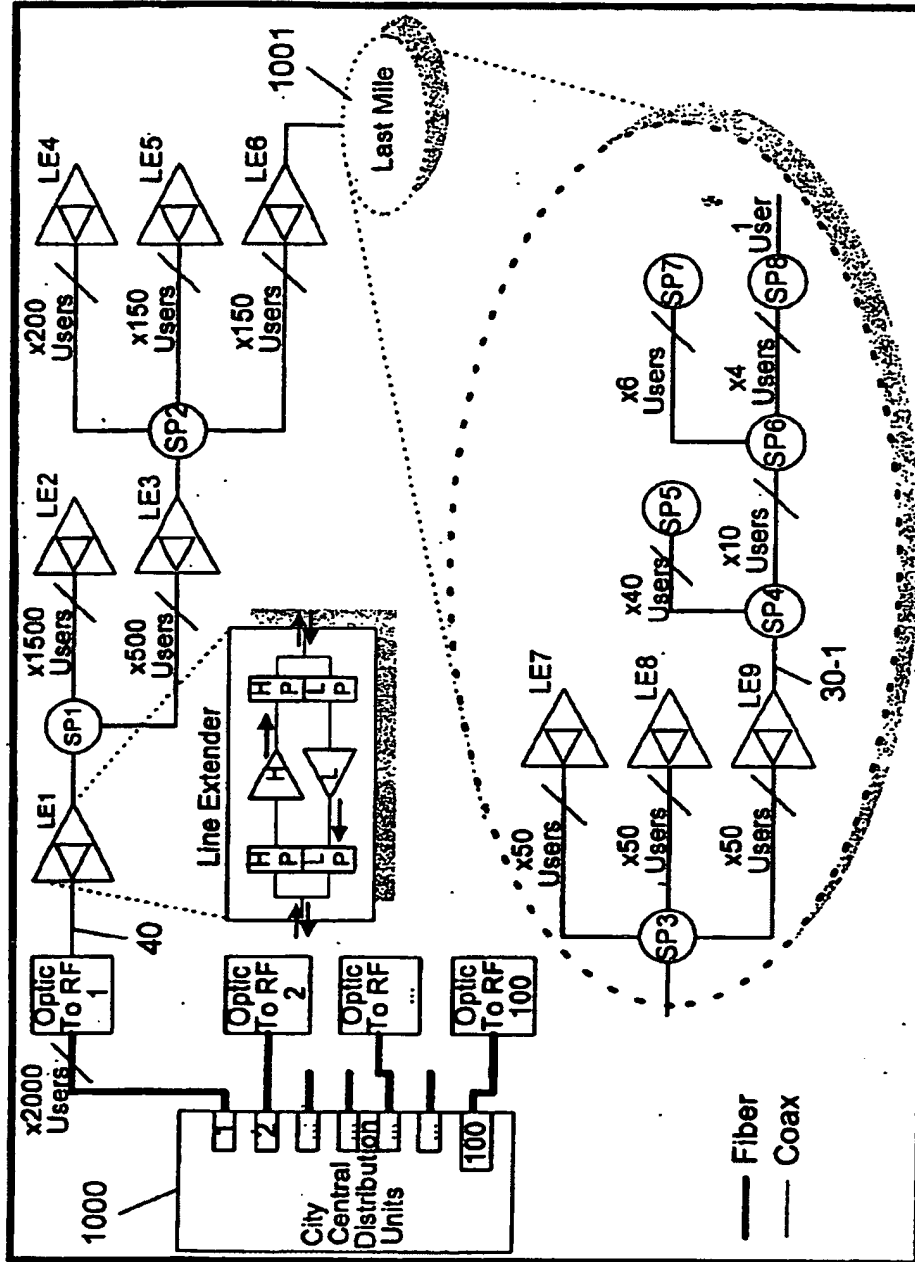 1000
City
Central
Distribution
Units
1
2
...
...
...
...
100
x2000
Users
Optic
To RF
1
Optic
To RF
2
Optic
To RF
...
Optic
To RF
100
40
LE1
SP1
x1500
Users
LE2
x500
Users
LE3
SP2
x200
Users
LE4
x150
Users
LE5
x150
Users
LE6
1001
Last Mile
Line Extender
H
P
L
P
H
L
H
P
L
P
SP3
x50
Users
LE7
x50
Users
LE8
x50
Users
LE9
30-1
SP4
x40
Users
SP5
x10
Users
SP6
x6
Users
SP7
x4
Users
SP8
1
User
Fiber
Coax